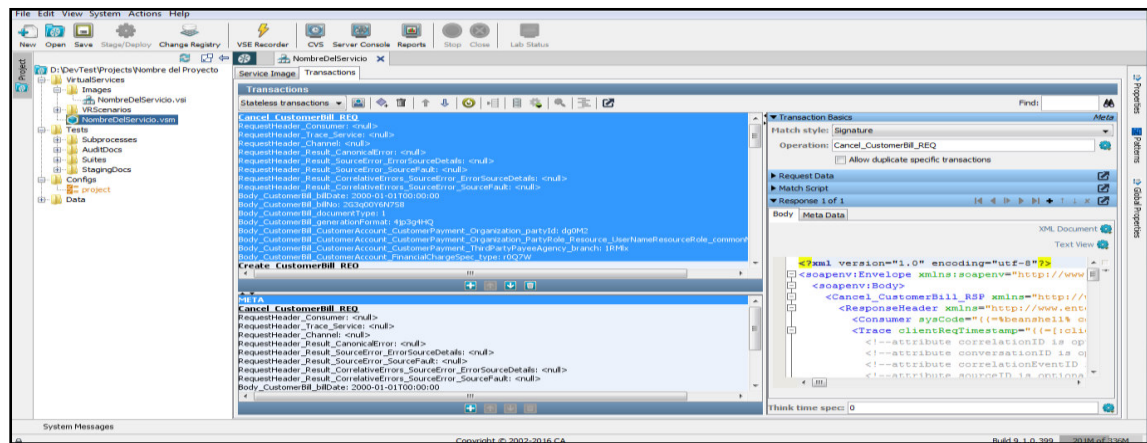 File Edit View System Actions Help
New Open Save Stage/Deploy Change Registry VSE Recorder CVS Server Console Reports Stop Close Lab Status
Project
D:\DevTest\Projects\Nombre del Proyecto
VirtualServices
Images
NombreDelServicio.vsi
VRScenarios
NombreDelServicio.vsm
Tests
Subprocesses
AuditDocs
Suites
StagingDocs
Configs
project
Data
NombreDelServicio
Service Image Transactions
Transactions
Stateless transactions
Find:
Cancel_CustomerBill_REQ
RequestHeader_Consumer: <null>
RequestHeader_Trace_Service: <null>
RequestHeader_Channel: <null>
RequestHeader_Result_CanonicalError: <null>
RequestHeader_Result_SourceError_ErrorSourceDetails: <null>
RequestHeader_Result_SourceError_SourceFault: <null>
RequestHeader_Result_CorrelativeErrors_SourceError_ErrorSourceDetails: <null>
RequestHeader_Result_CorrelativeErrors_SourceError_SourceFault: <null>
Body_CustomerBill_billDate: 2000-01-01T00:00:00
Body_CustomerBill_billNo: 2G3q00Y6N7S8
Body_CustomerBill_documentType: 1
Body_CustomerBill_generationFormat: 4jp3g4HQ
Body_CustomerBill_CustomerAccount_CustomerPayment_Organization_partyId: dg0M2
Body_CustomerBill_CustomerAccount_CustomerPayment_Organization_PartyRole_Resource_UserNameResourceRole_common
Body_CustomerBill_CustomerAccount_CustomerPayment_ThirdPartyPayeeAgency_branch: 1RMlx
Body_CustomerBill_CustomerAccount_FinancialChargeSpec_type: r0Q7W
Create_CustomerBill_REQ
META
Cancel_CustomerBill_REQ
RequestHeader_Consumer: <null>
RequestHeader_Trace_Service: <null>
RequestHeader_Channel: <null>
RequestHeader_Result_CanonicalError: <null>
RequestHeader_Result_SourceError_ErrorSourceDetails: <null>
RequestHeader_Result_SourceError_SourceFault: <null>
RequestHeader_Result_CorrelativeErrors_SourceError_ErrorSourceDetails: <null>
RequestHeader_Result_CorrelativeErrors_SourceError_SourceFault: <null>
Body_CustomerBill_billDate: 2000-01-01T00:00:00
Transaction Basics Meta
Match style: Signature
Operation: Cancel_CustomerBill_REQ
Allow duplicate specific transactions
Request Data
Match Script
Response 1 of 1
Body Meta Data
XML Document
Text View
<?xml version="1.0" encoding="utf-8"?>
<soapenv:Envelope xmlns:soapenv="http://www
<soapenv:Body>
<Cancel_CustomerBill_RSP xmlns="http://
<ResponseHeader xmlns="http://www.ent
<Consumer sysCode="{{=%beanshell%
<Trace clientReqTimestamp="{{=[:cli
<!--attribute correlationID is op
<!--attribute conversationID is o
<!--attribute correlationEventID
<!--attribute sourceID is optiona
Think time spec: 0
Properties
Patterns
Global Properties
System Messages
Copyright © 2002-2016 CA
Build 9.1.0.399
201M of 336M